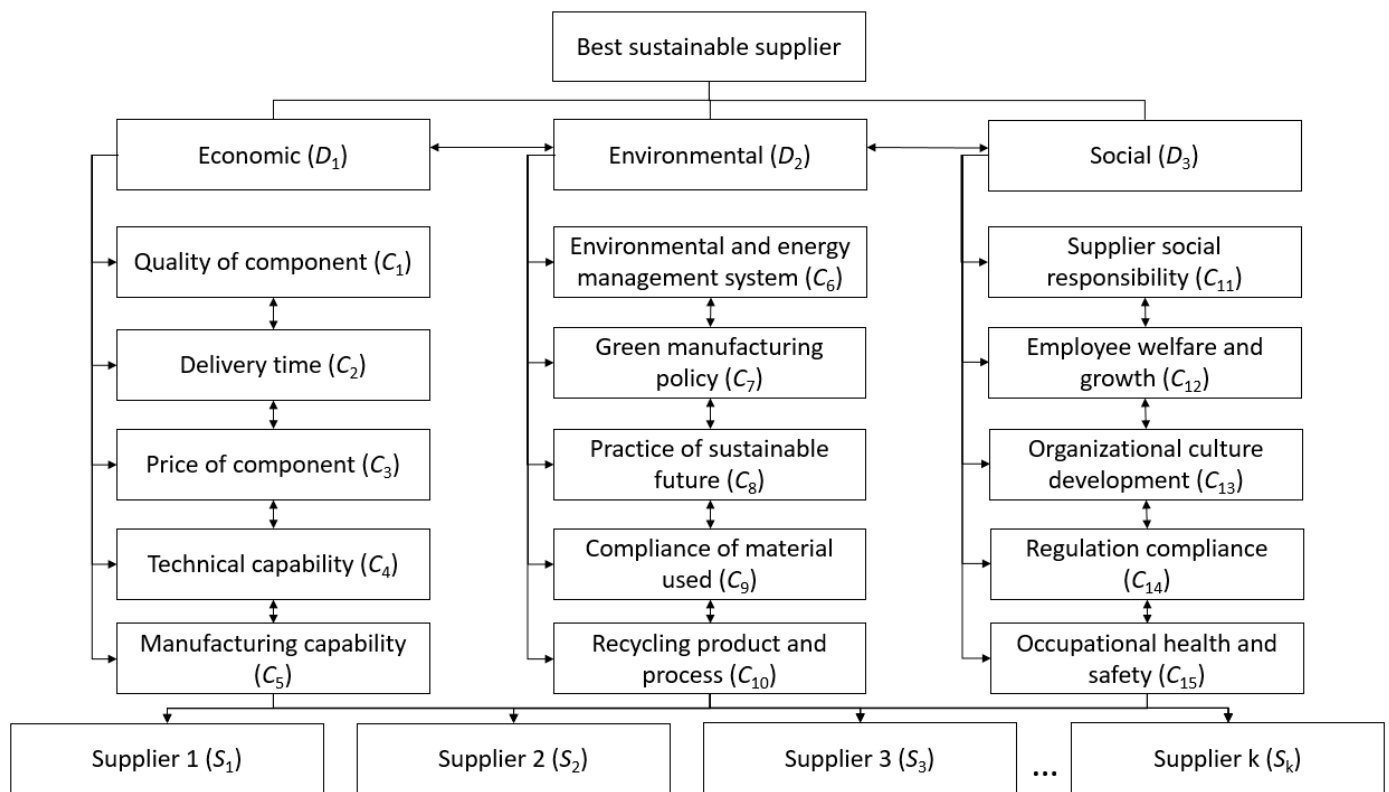 Best sustainable supplier
Economic (D1)
Environmental (D2)
Social (D3)
Quality of component (C1)
Environmental and energy
management system (C6)
Supplier social
responsibility (C11)
Delivery time (C2)
Green manufacturing
policy (C7)
Employee welfare and
growth (C12)
Price of component (C3)
Practice of sustainable
future (C8)
Organizational culture
development (C13)
Technical capability (C4)
Compliance of material
used (C9)
Regulation compliance
(C14)
Manufacturing capability
(C5)
Recycling product and
process (C10)
Occupational health and
safety (C15)
Supplier 1 (S1)
Supplier 2 (S2)
Supplier 3 (S3)
...
Supplier k (Sk)